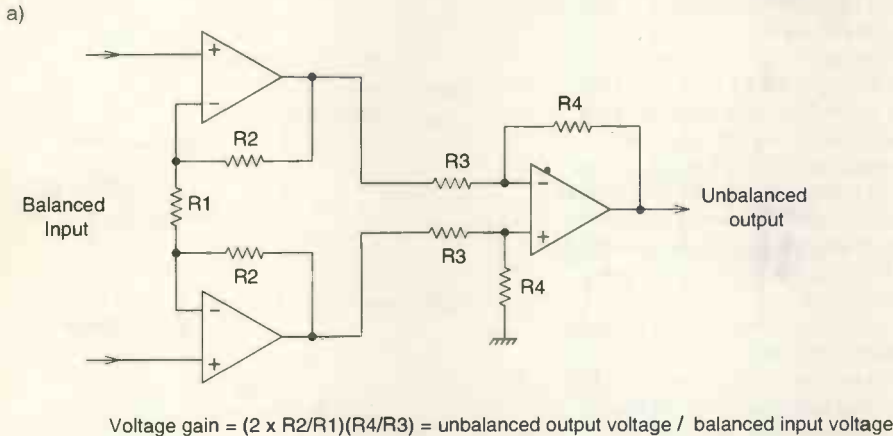 a)
R2
R1
R2
Balanced
Input
R3
R3
R4
R4
Unbalanced
output
Voltage gain = (2 x R2/R1)(R4/R3) = unbalanced output voltage / balanced input voltage